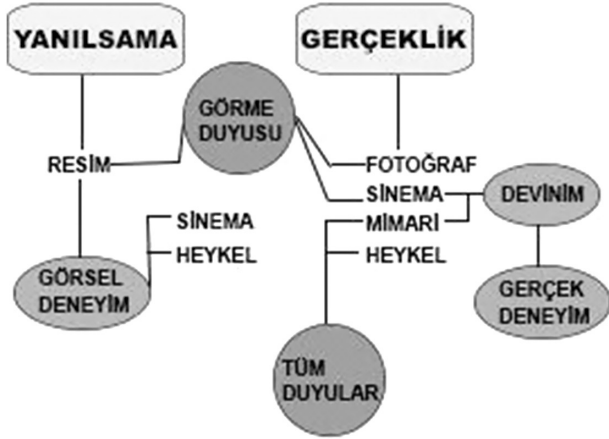 YANILSAMA
GERÇEKLİK
GÖRME
DUYUSU
RESİM
FOTOĞRAF
SİNEMA
MİMARİ
HEYKEL
DEVİNİM
SİNEMA
HEYKEL
GÖRSEL
DENEYİM
GERÇEK
DENEYİM
TÜM
DUYULAR